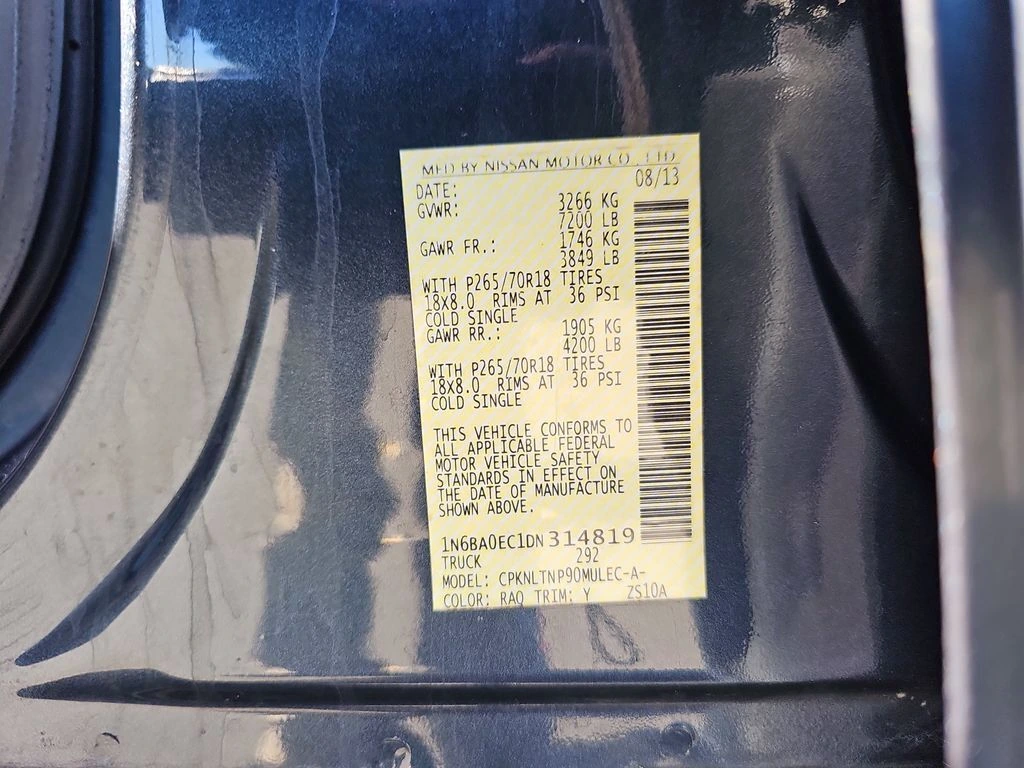 MFD BY NISSAN MOTOR CO., LTD.
DATE: 08/13
GVWR: 3266 KG
7200 LB
GAWR FR.: 1746 KG
3849 LB
WITH P265/70R18 TIRES
18X8.0 RIMS AT 36 PSI
COLD SINGLE
GAWR RR.: 1905 KG
4200 LB
WITH P265/70R18 TIRES
18X8.0 RIMS AT 36 PSI
COLD SINGLE
THIS VEHICLE CONFORMS TO
ALL APPLICABLE FEDERAL
MOTOR VEHICLE SAFETY
STANDARDS IN EFFECT ON
THE DATE OF MANUFACTURE
SHOWN ABOVE.
1N6BA0EC1DN314819
TRUCK 292
MODEL: CPKNLTNP90MULEC-A-
COLOR: RAQ TRIM: Y ZS10A